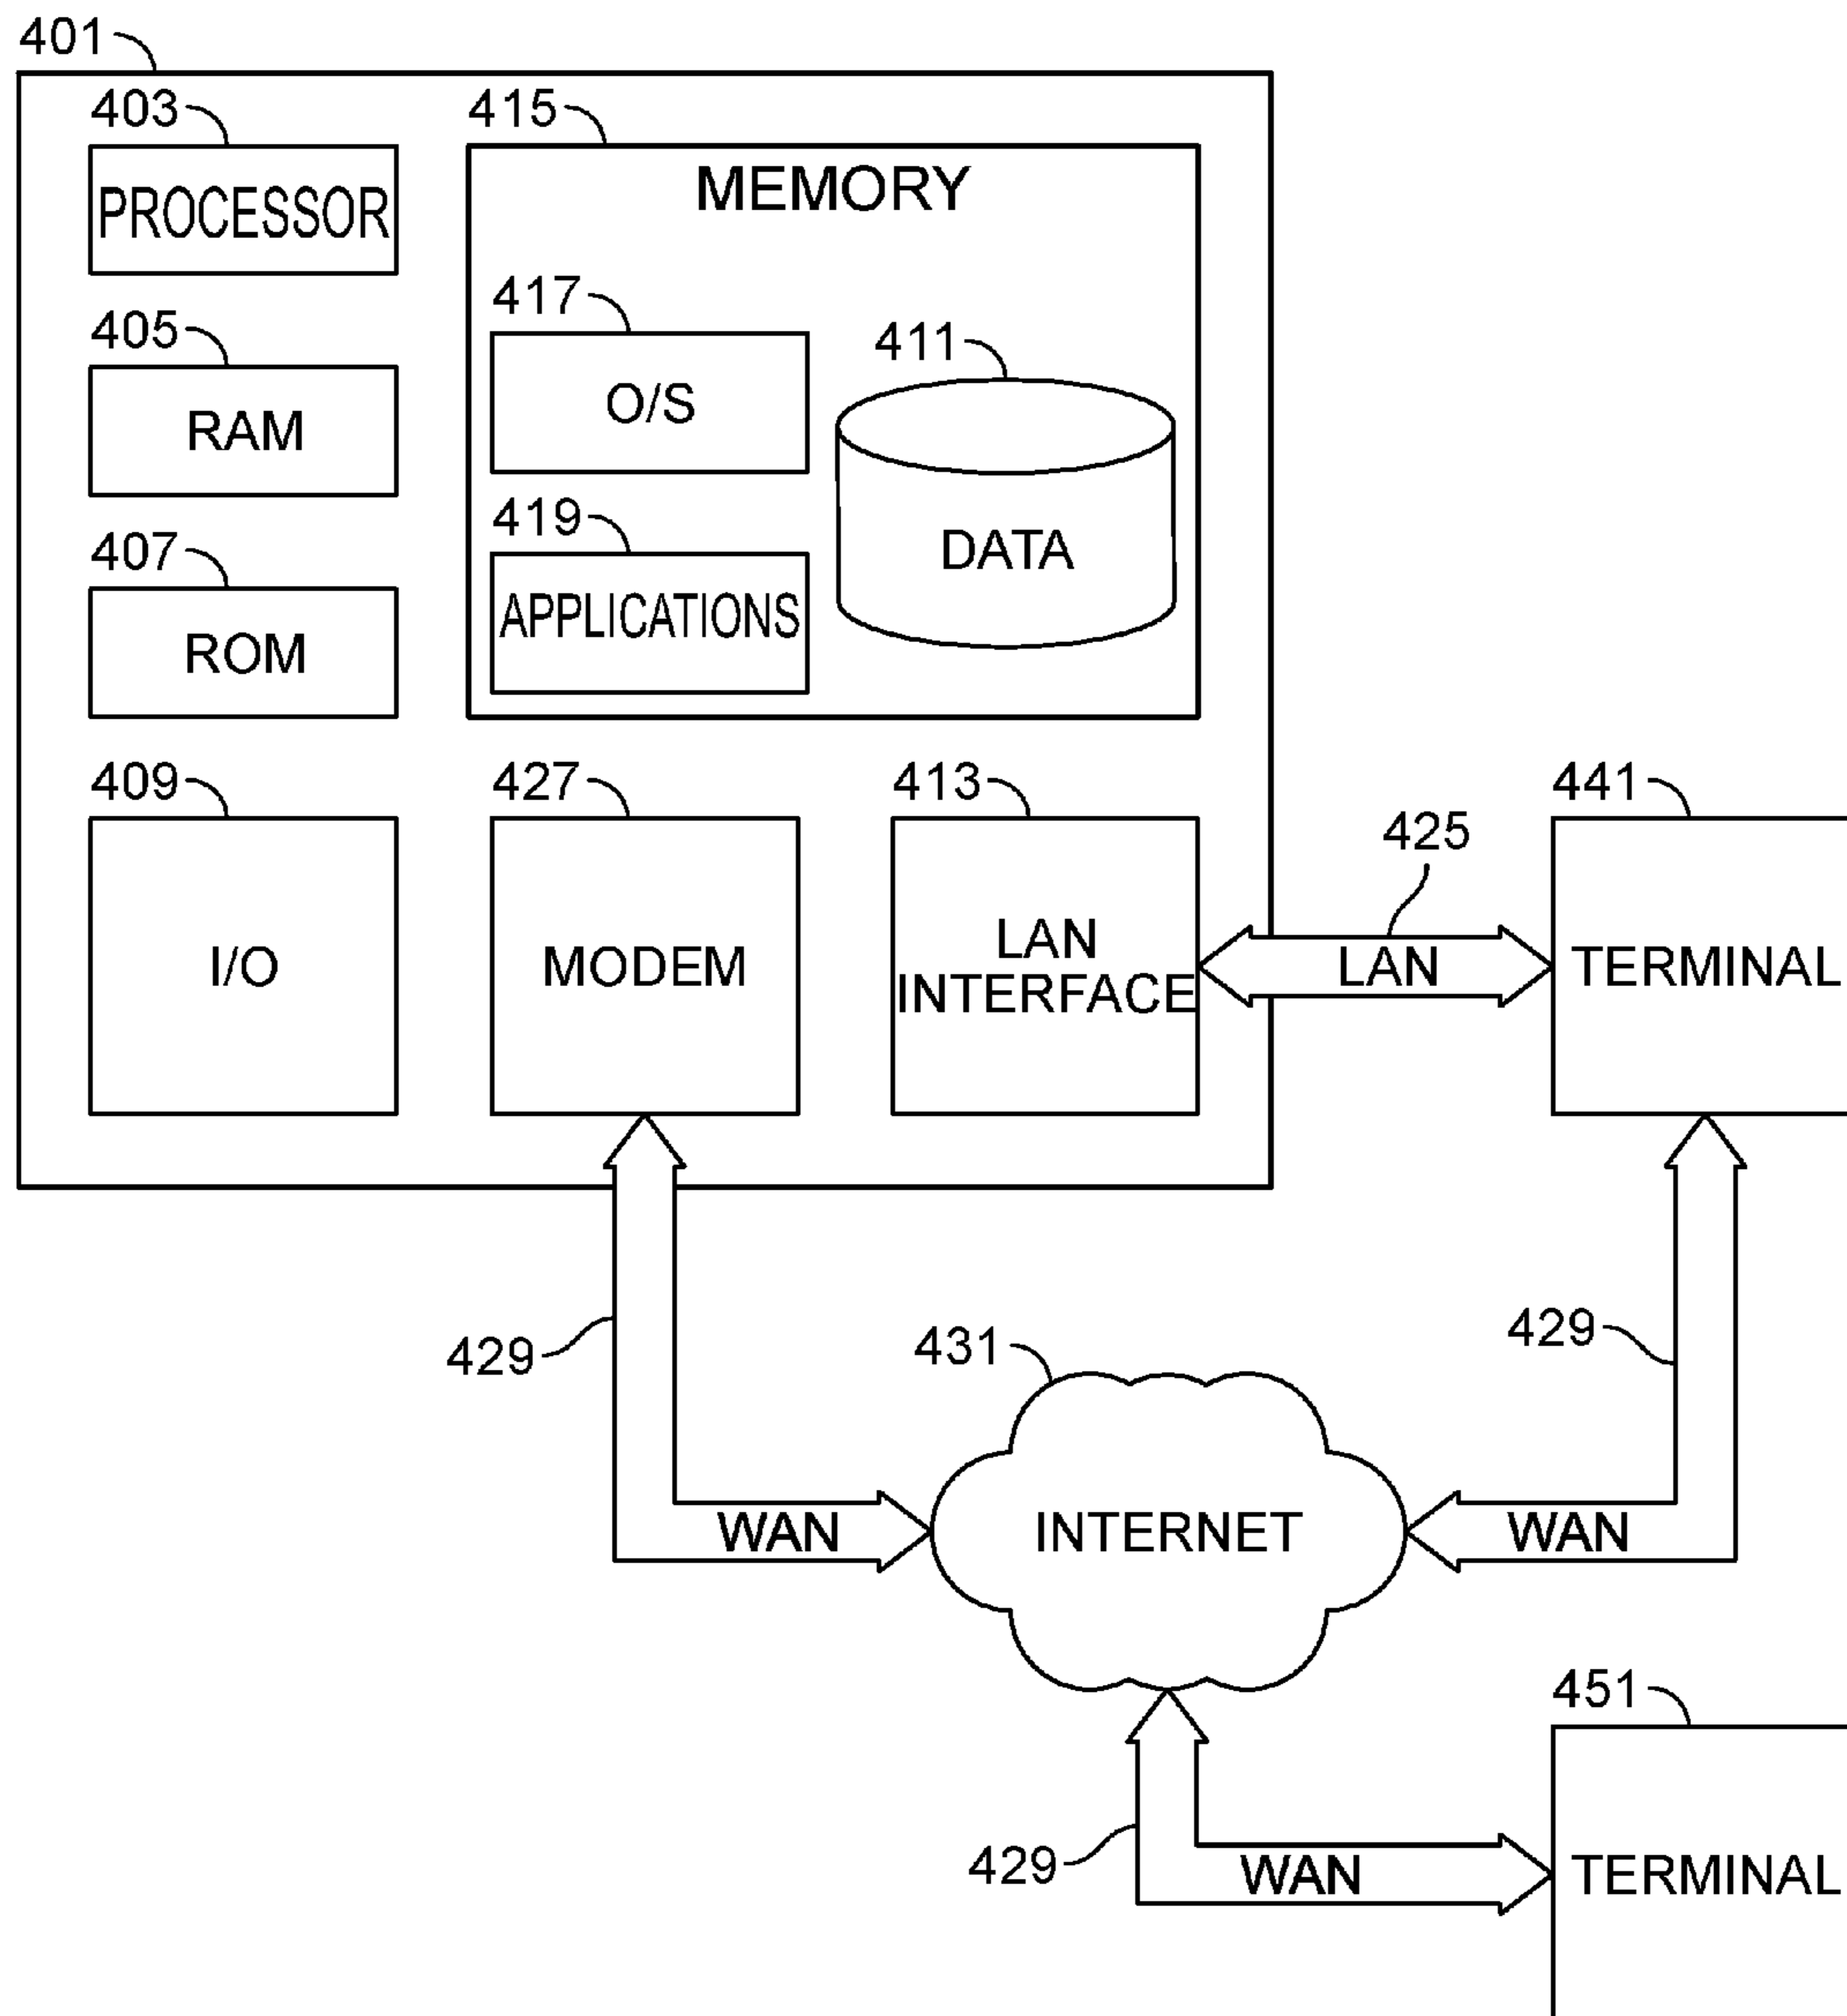 401
403
415
PROCESSOR
MEMORY
405
417
411
RAM
O/S
407
419
DATA
ROM
APPLICATIONS
409
427
413
441
425
I/O
MODEM
LAN
INTERFACE
LAN
TERMINAL
429
431
429
WAN
INTERNET
WAN
451
429
WAN
TERMINAL